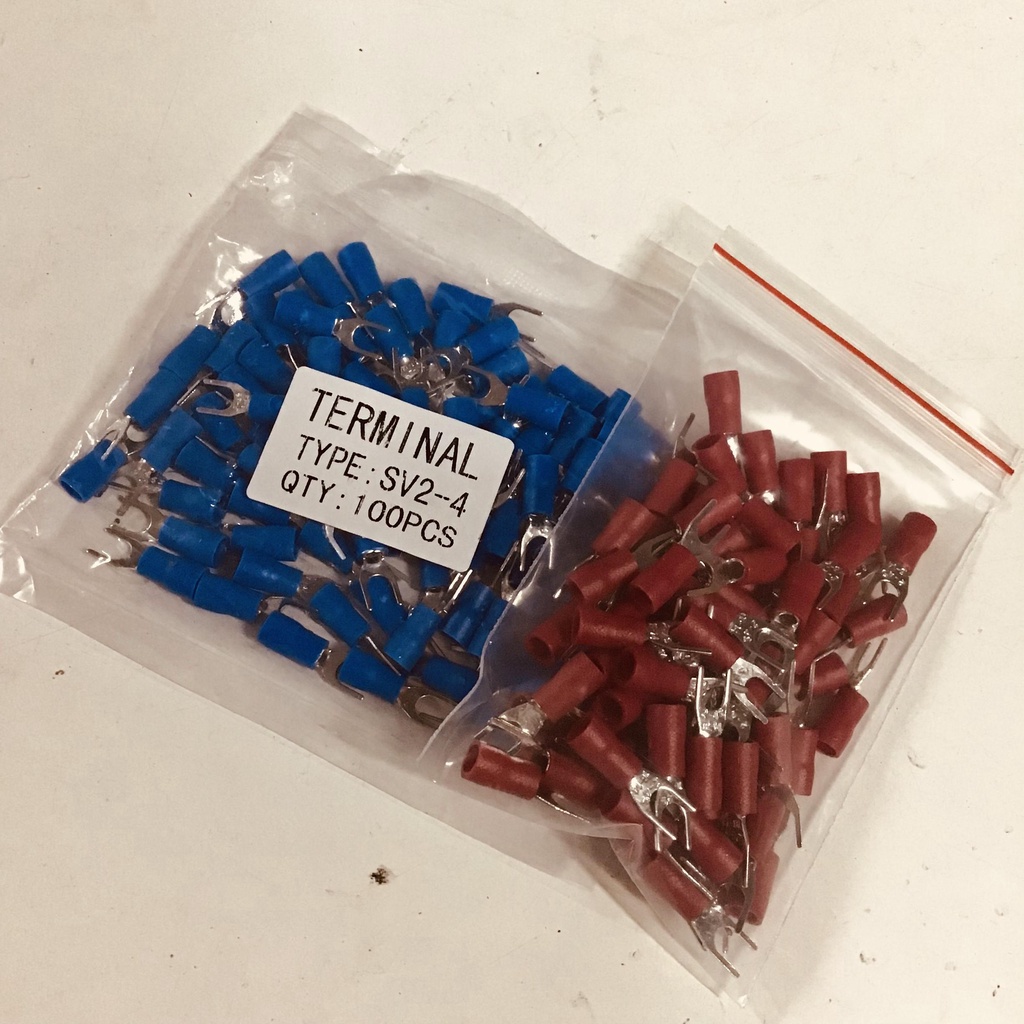 TERMINAL
TYPE: SV2-4
QTY: 100PCS